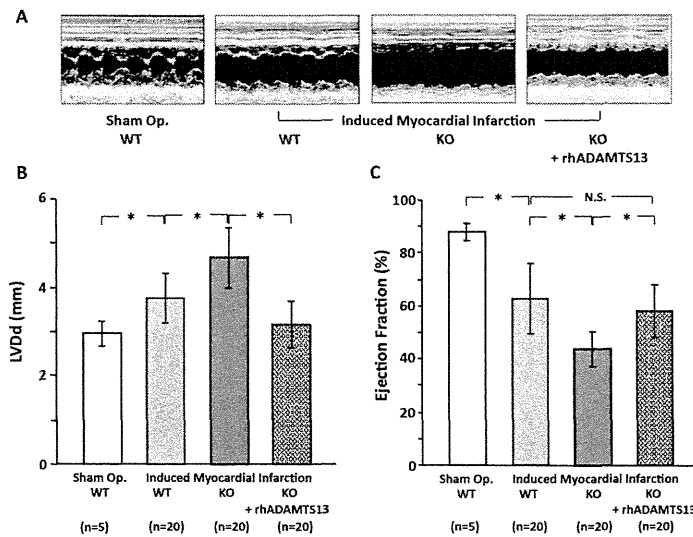 A
Sham Op.
WT
Induced Myocardial Infarction
WT
KO
KO
+ rhADAMTS13
B
6
4
2
0
LVDd (mm)
*
*
*
Sham Op.
WT
Induced Myocardial Infarction
WT
KO
KO
+ rhADAMTS13
(n=5)
(n=20)
(n=20)
(n=20)
C
100
80
60
40
20
0
Ejection Fraction (%)
*
N.S.
*
*
Sham Op.
WT
Induced Myocardial Infarction
WT
KO
KO
+ rhADAMTS13
(n=5)
(n=20)
(n=20)
(n=20)